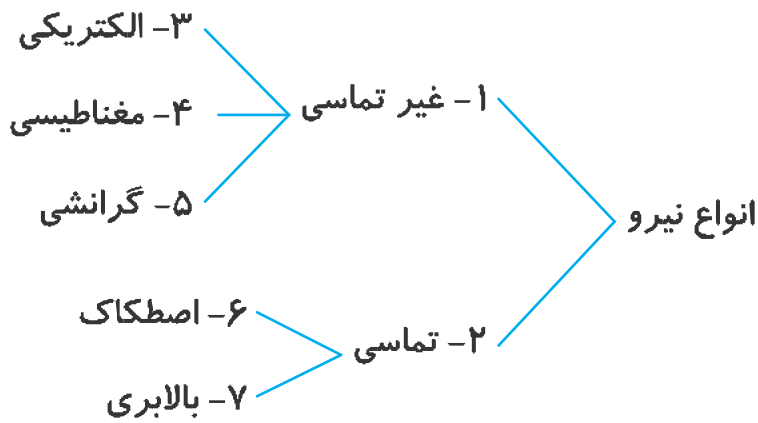 انواع نیرو
۱- غیر تماسی
۳- الکتریکی
۴- مغناطیسی
۵- گرانشی
۲- تماسی
۶- اصطکاک
۷- بالابری